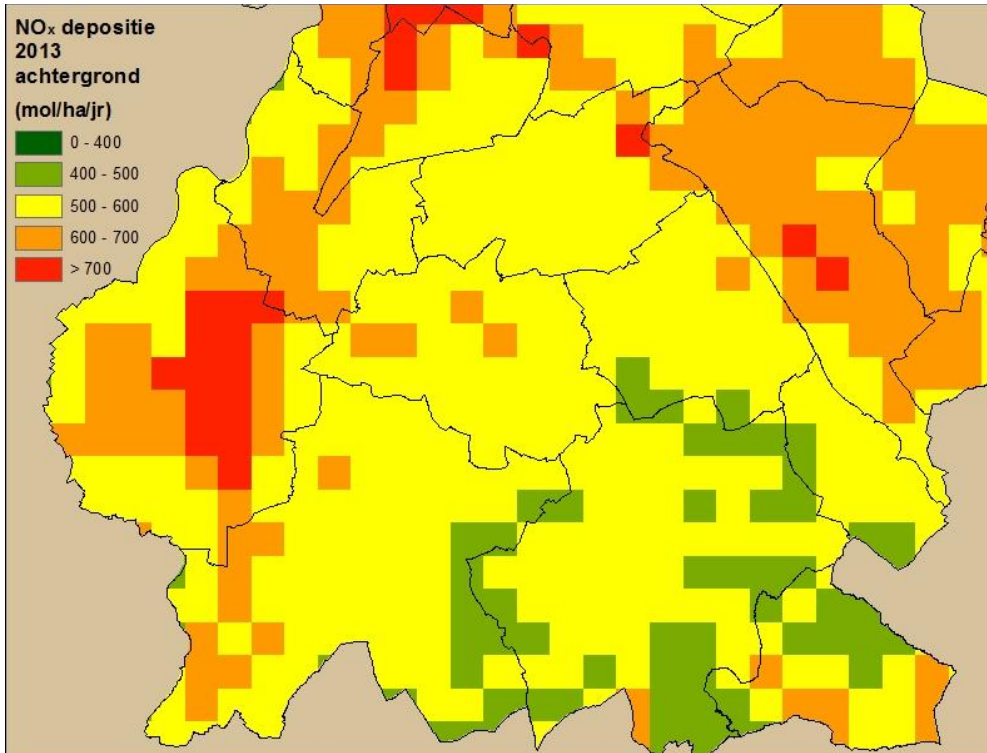 NOx depositie
2013
achtergrond
(mol/ha/jr)
0 - 400
400 - 500
500 - 600
600 - 700
> 700